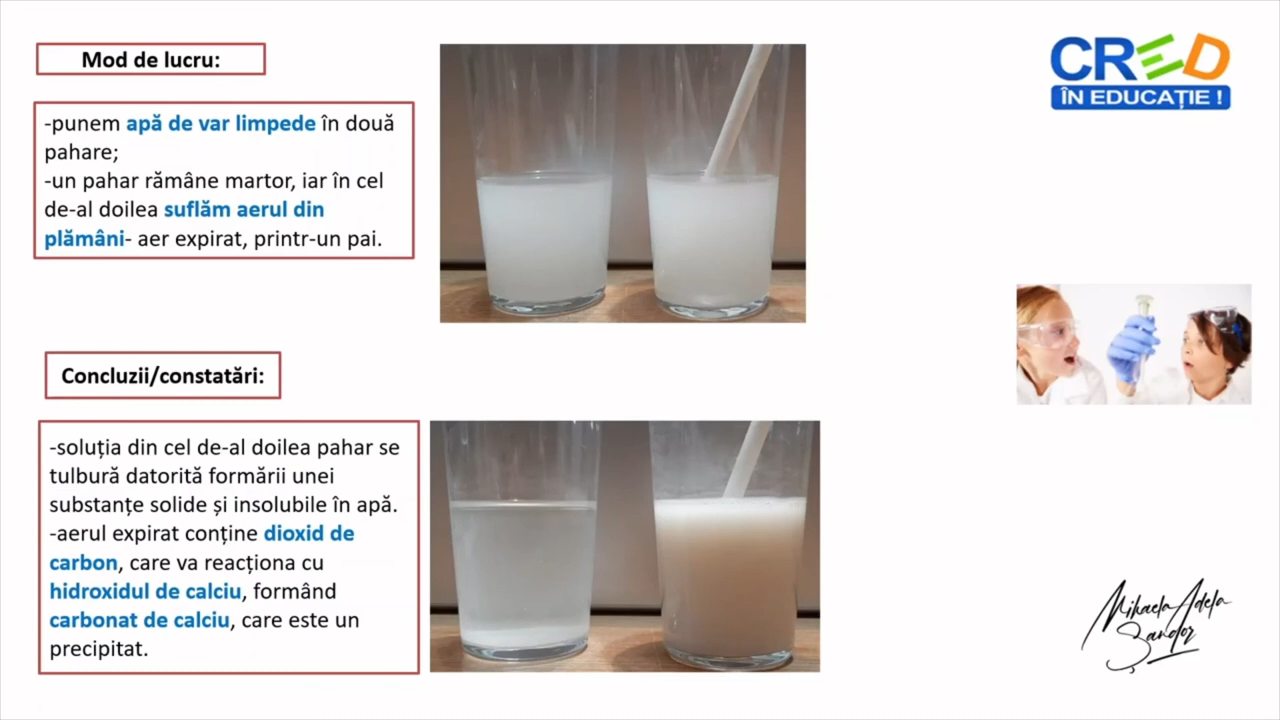 Mod de lucru:
-punem apă de var limpede în două
pahare;
-un pahar rămâne martor, iar în cel
de-al doilea suflăm aerul din
plămâni- aer expirat, printr-un pai.
Concluzii/constatări:
-soluția din cel de-al doilea pahar se
tulbură datorită formării unei
substanțe solide și insolubile în apă.
-aerul expirat conține dioxid de
carbon, care va reacționa cu
hidroxidul de calciu, formând
carbonat de calciu, care este un
precipitat.
CRED
ÎN EDUCAȚIE !
Mihaela Adela
Șandor